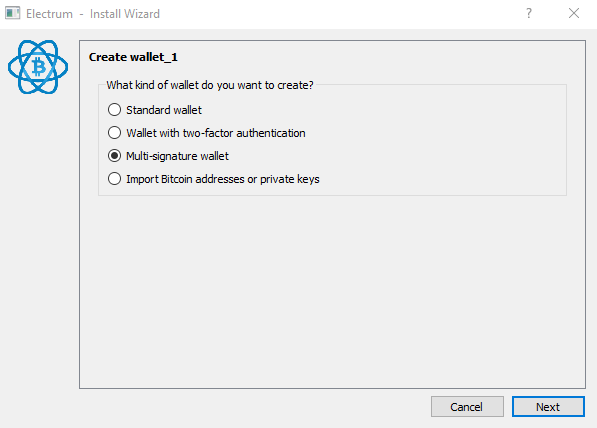 Electrum - Install Wizard
Create wallet_1
What kind of wallet do you want to create?
Standard wallet
Wallet with two-factor authentication
Multi-signature wallet
Import Bitcoin addresses or private keys
Cancel Next